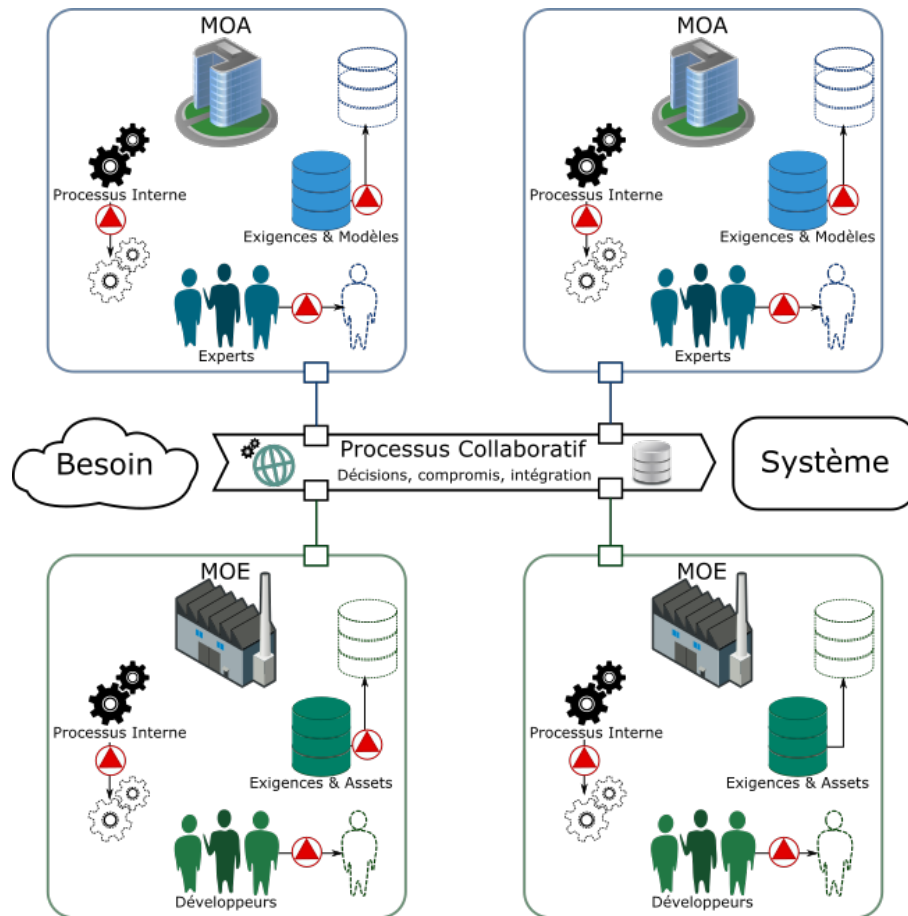 MOA
Processus Interne
Exigences & Modèles
Experts
MOA
Processus Interne
Exigences & Modèles
Experts
Besoin
Processus Collaboratif
Décisions, compromis, intégration
Système
MOE
Processus Interne
Exigences & Assets
Développeurs
MOE
Processus Interne
Exigences & Assets
Développeurs